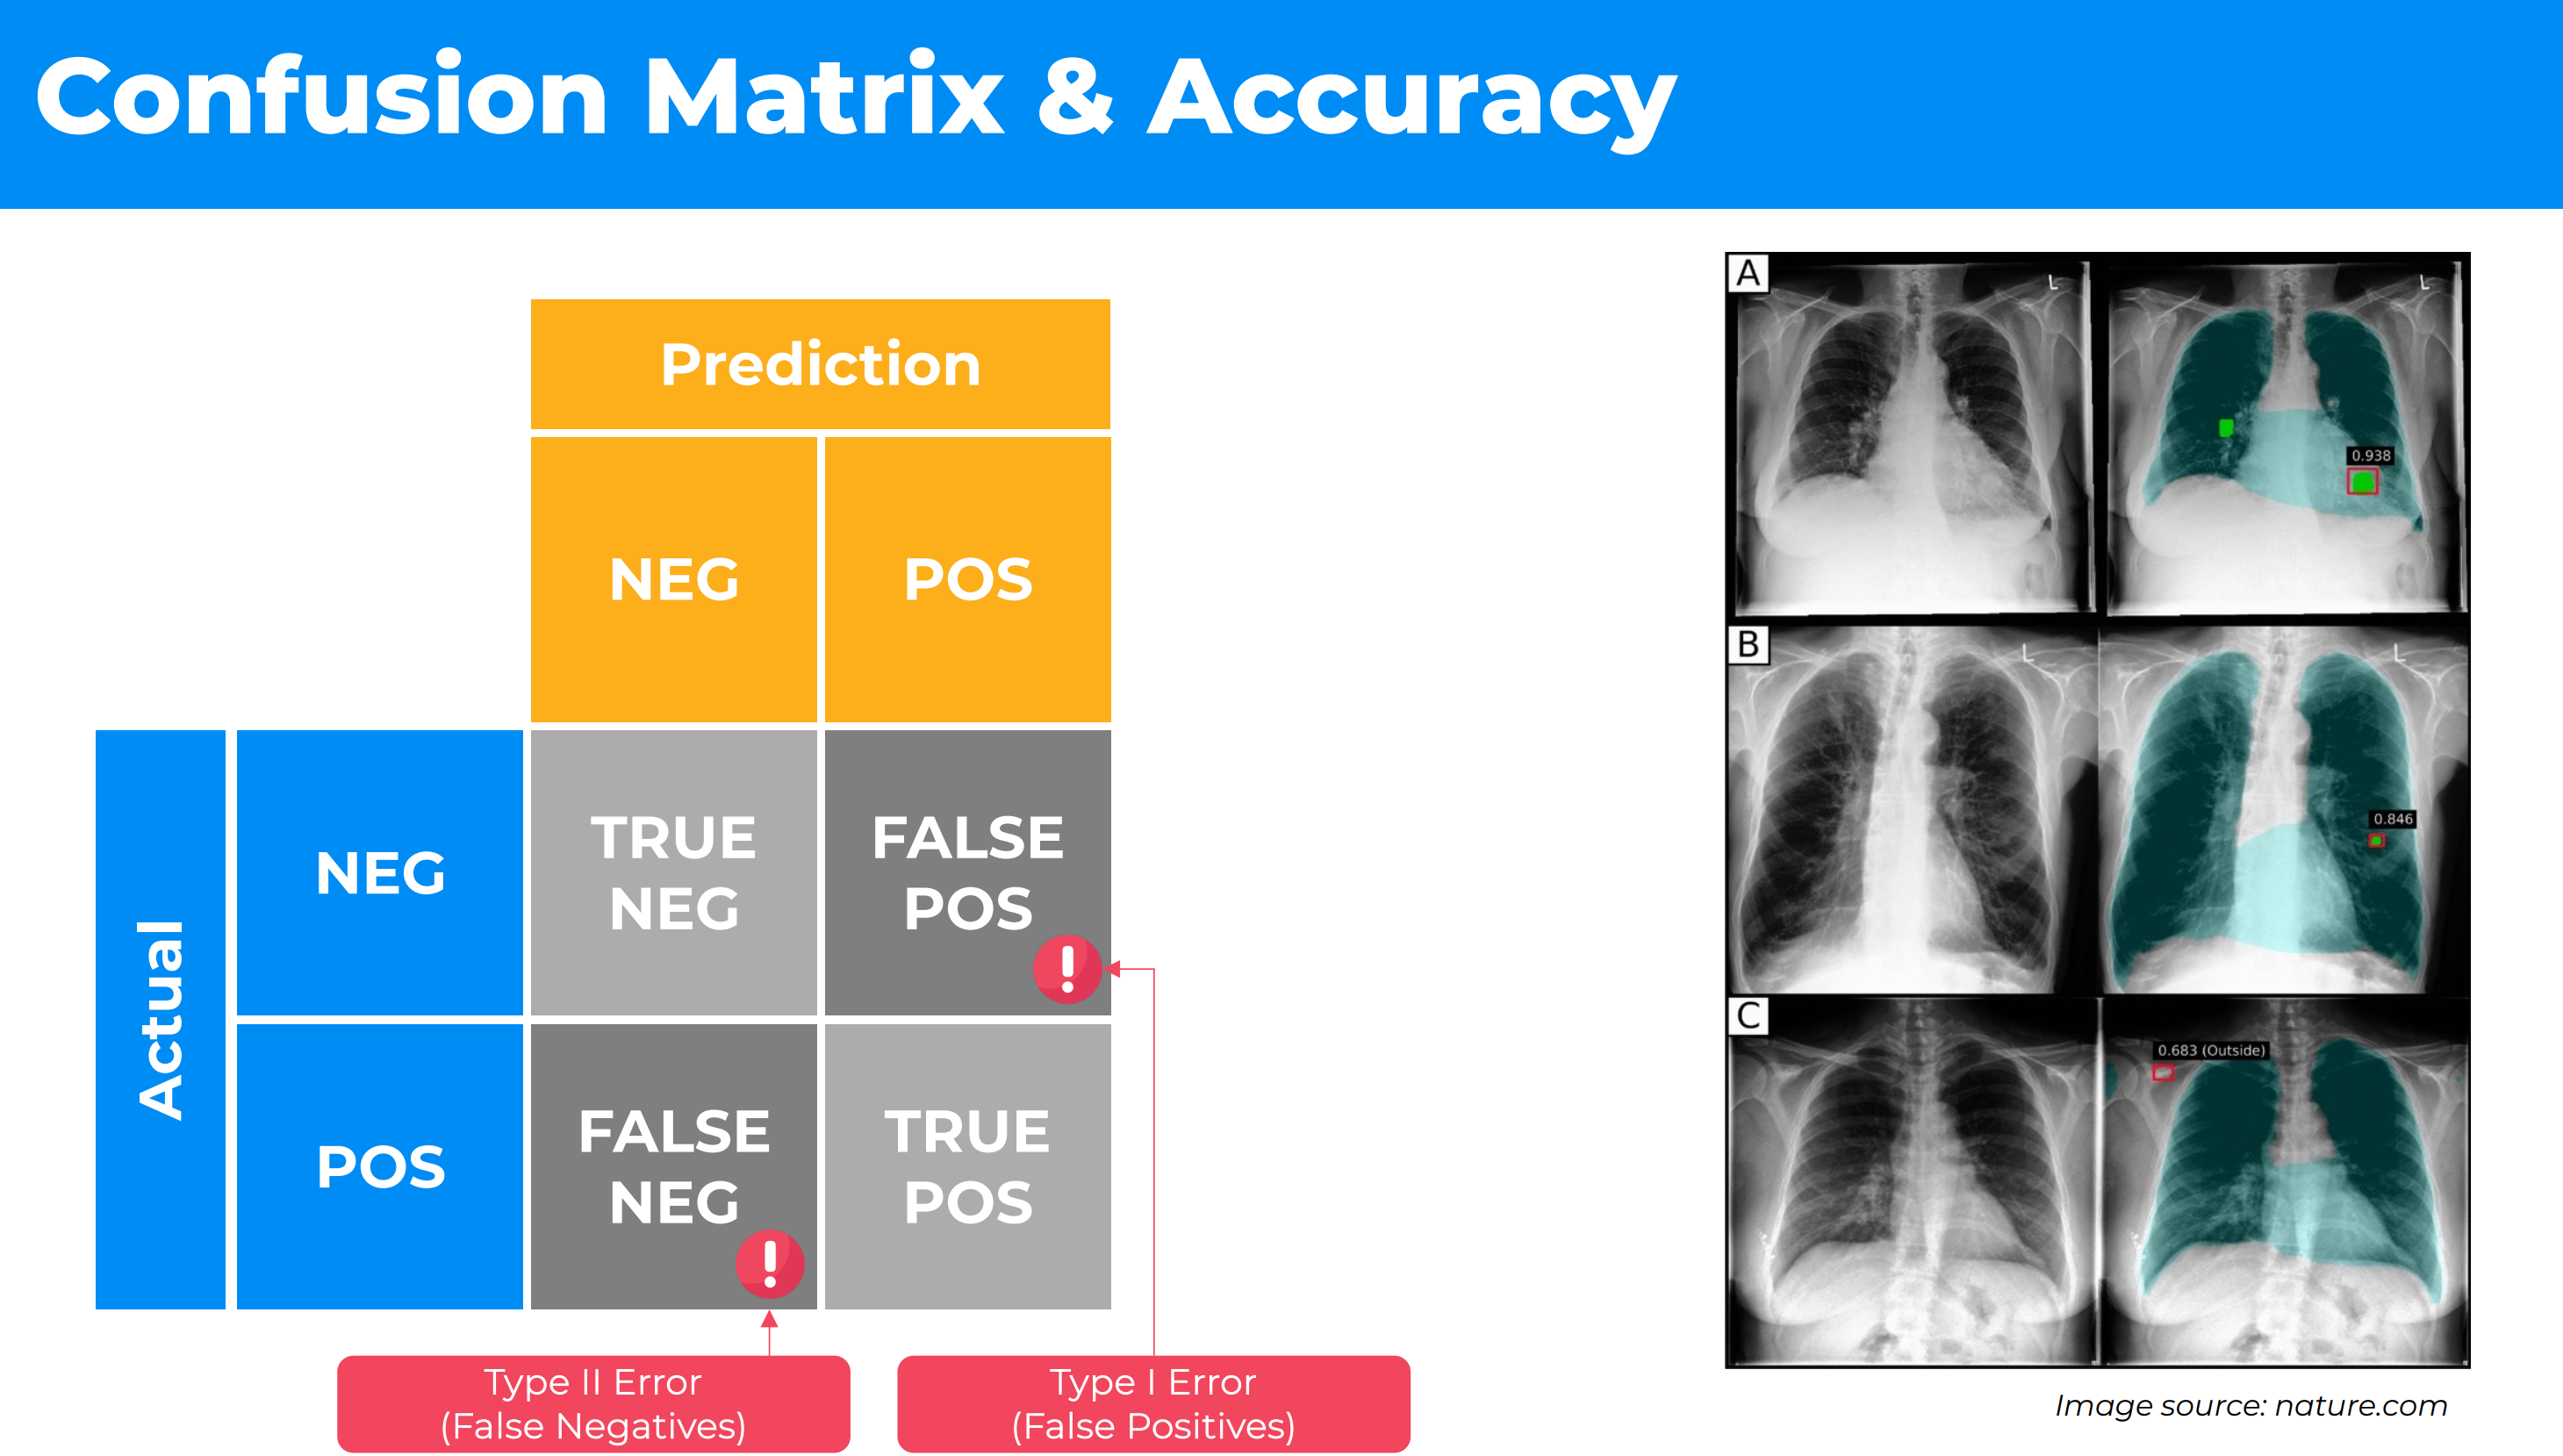 Confusion Matrix & Accuracy
Prediction
NEG
POS
Actual
NEG
TRUE
NEG
FALSE
POS
POS
FALSE
NEG
TRUE
POS
Type II Error
(False Negatives)
Type I Error
(False Positives)
A
L
L
0.938
B
L
L
0.846
C
0.683 (Outside)
Image source: nature.com